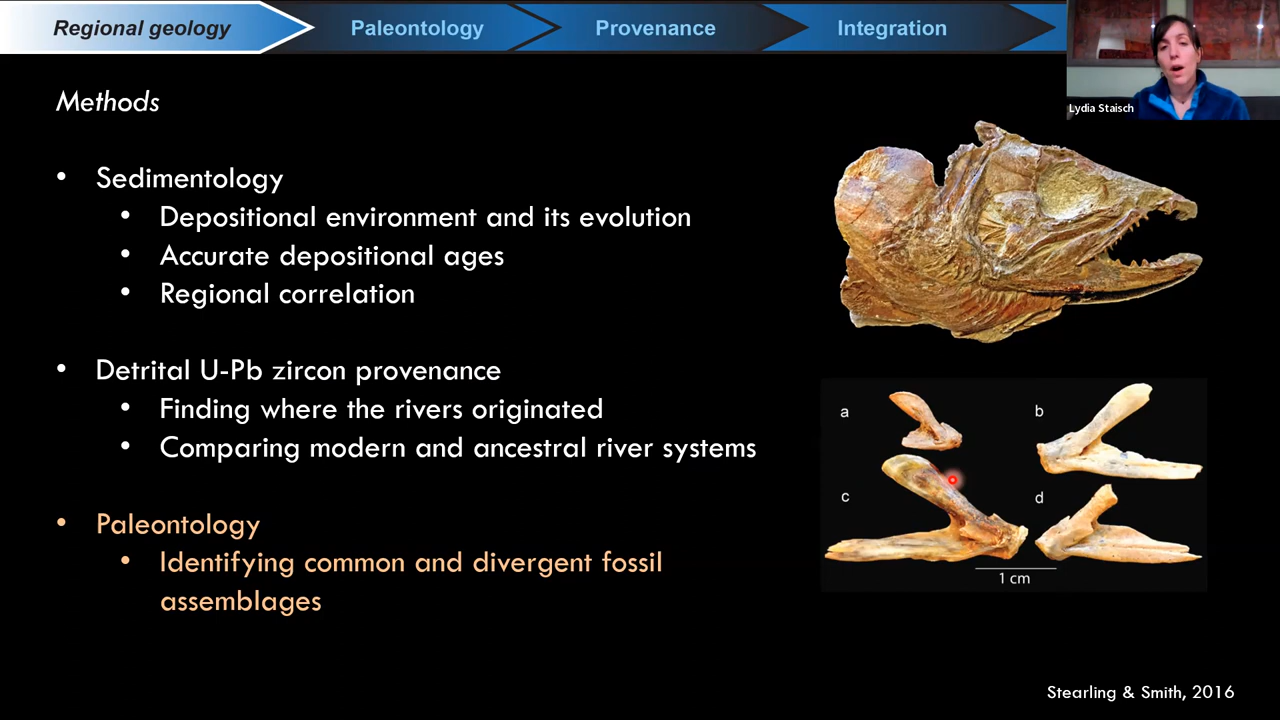 Regional geology
Paleontology
Provenance
Integration
Lydia Staisch
Methods
• Sedimentology
• Depositional environment and its evolution
• Accurate depositional ages
• Regional correlation
• Detrital U-Pb zircon provenance
• Finding where the rivers originated
• Comparing modern and ancestral river systems
• Paleontology
• Identifying common and divergent fossil
assemblages
a
b
c
d
1 cm
Stearling & Smith, 2016